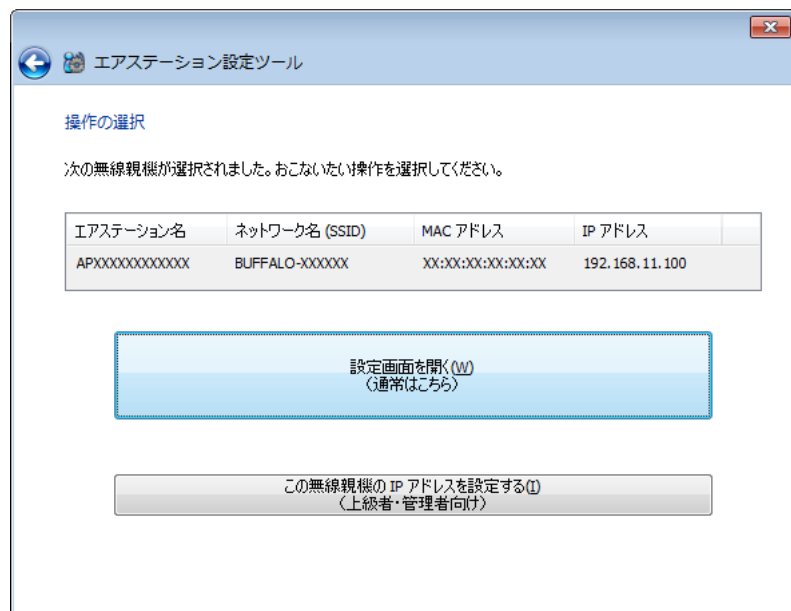 エアステーション設定ツール
操作の選択
次の無線親機が選択されました。おこないたい操作を選択してください。
エアステーション名 ネットワーク名 (SSID) MAC アドレス IP アドレス
APXXXXXXXXXXXX BUFFALO-XXXXXX XX:XX:XX:XX:XX:XX 192.168.11.100
設定画面を開く(W)
(通常はこちら)
この無線親機の IP アドレスを設定する(I)
(上級者・管理者向け)